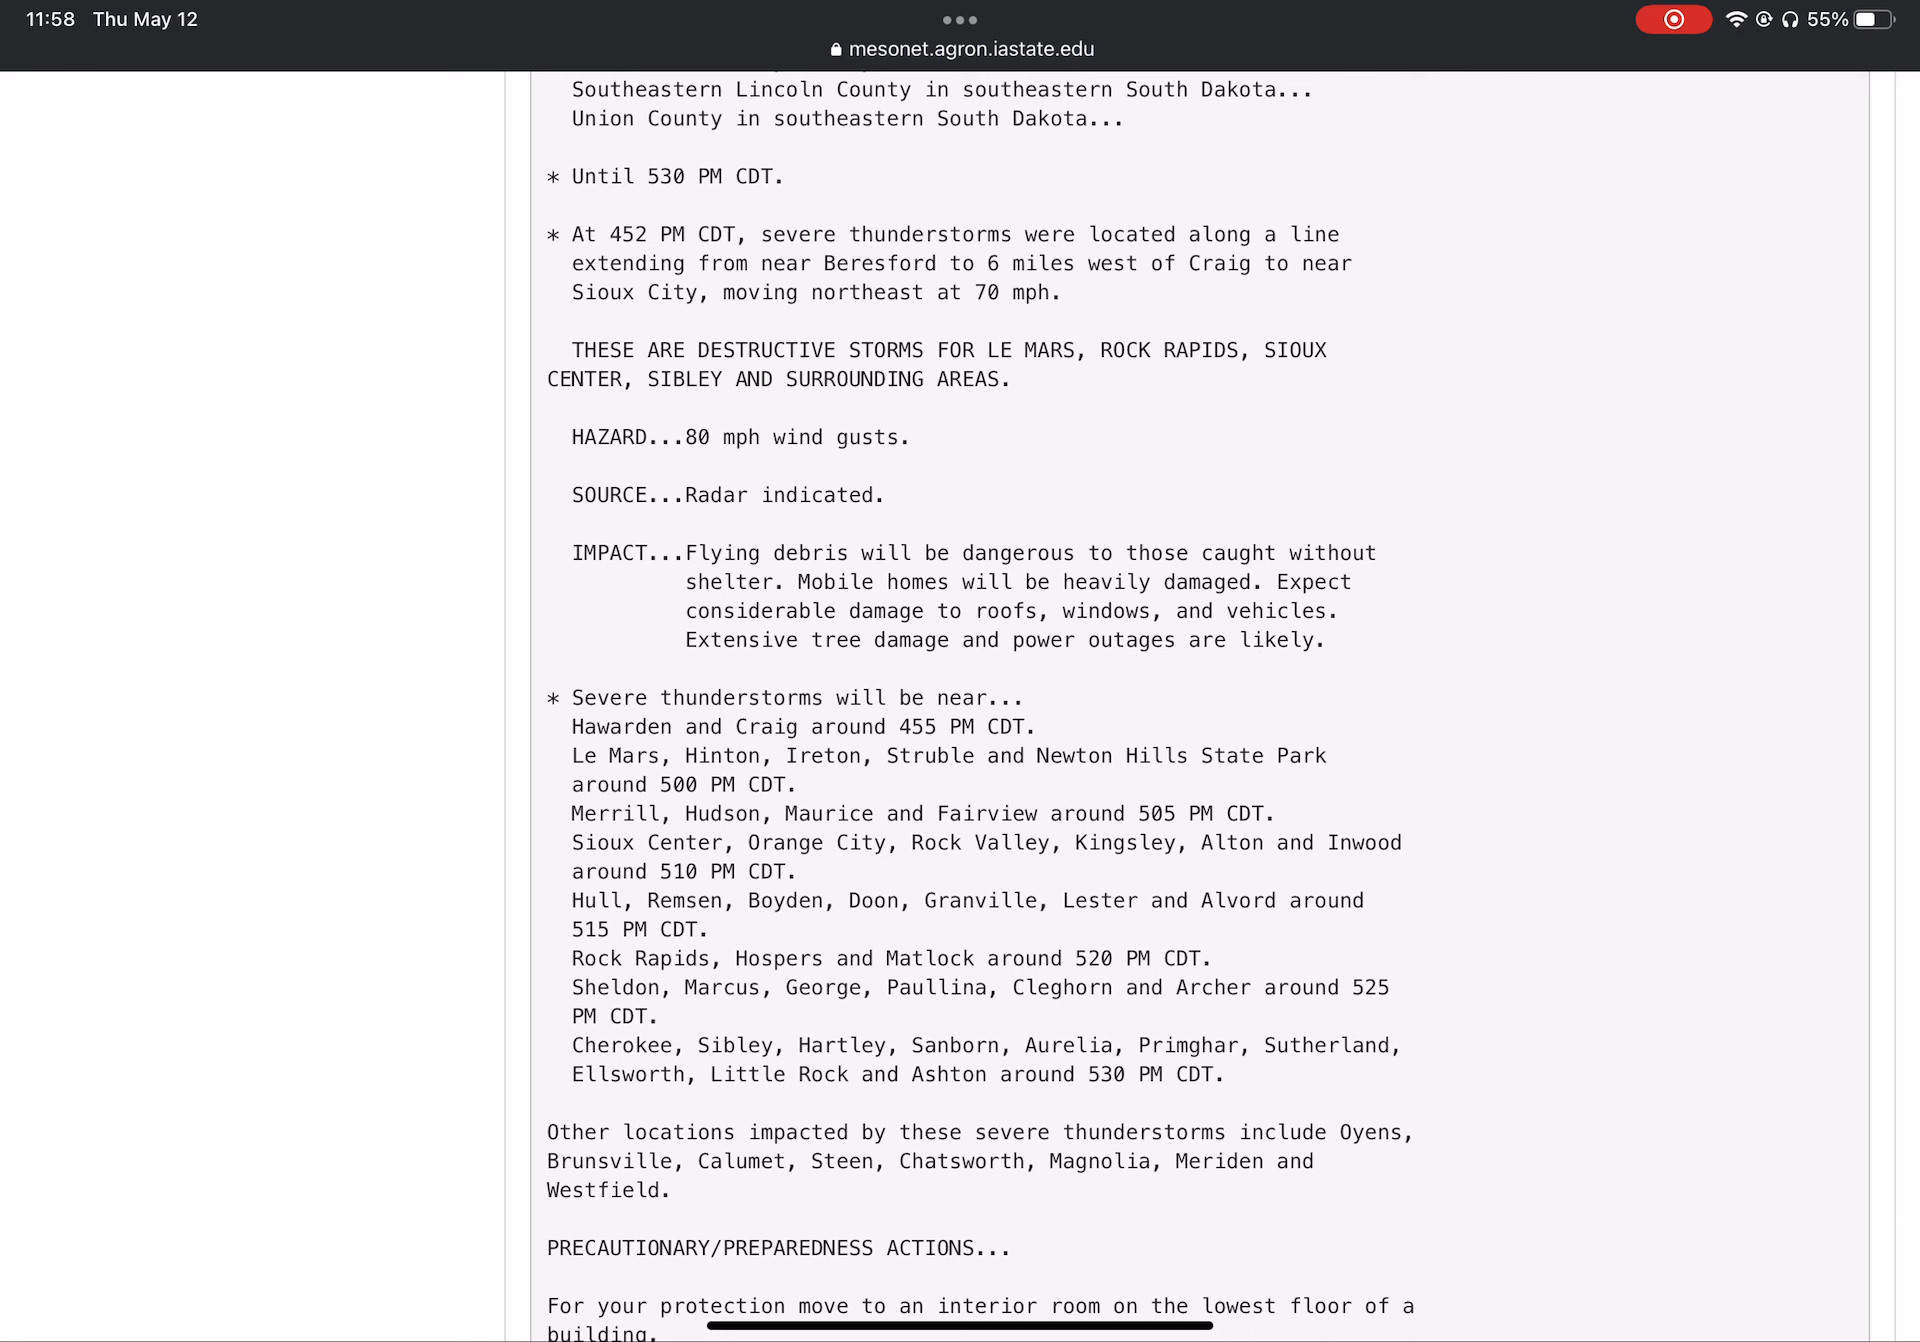 11:58 Thu May 12
55%
mesonet.agron.iastate.edu
Southeastern Lincoln County in southeastern South Dakota...
Union County in southeastern South Dakota...
* Until 530 PM CDT.
* At 452 PM CDT, severe thunderstorms were located along a line
extending from near Beresford to 6 miles west of Craig to near
Sioux City, moving northeast at 70 mph.
THESE ARE DESTRUCTIVE STORMS FOR LE MARS, ROCK RAPIDS, SIOUX
CENTER, SIBLEY AND SURROUNDING AREAS.
HAZARD...80 mph wind gusts.
SOURCE...Radar indicated.
IMPACT...Flying debris will be dangerous to those caught without
shelter. Mobile homes will be heavily damaged. Expect
considerable damage to roofs, windows, and vehicles.
Extensive tree damage and power outages are likely.
* Severe thunderstorms will be near...
Hawarden and Craig around 455 PM CDT.
Le Mars, Hinton, Ireton, Struble and Newton Hills State Park
around 500 PM CDT.
Merrill, Hudson, Maurice and Fairview around 505 PM CDT.
Sioux Center, Orange City, Rock Valley, Kingsley, Alton and Inwood
around 510 PM CDT.
Hull, Remsen, Boyden, Doon, Granville, Lester and Alvord around
515 PM CDT.
Rock Rapids, Hospers and Matlock around 520 PM CDT.
Sheldon, Marcus, George, Paullina, Cleghorn and Archer around 525
PM CDT.
Cherokee, Sibley, Hartley, Sanborn, Aurelia, Primghar, Sutherland,
Ellsworth, Little Rock and Ashton around 530 PM CDT.
Other locations impacted by these severe thunderstorms include Oyens,
Brunsville, Calumet, Steen, Chatsworth, Magnolia, Meriden and
Westfield.
PRECAUTIONARY/PREPAREDNESS ACTIONS...
For your protection move to an interior room on the lowest floor of a
building.